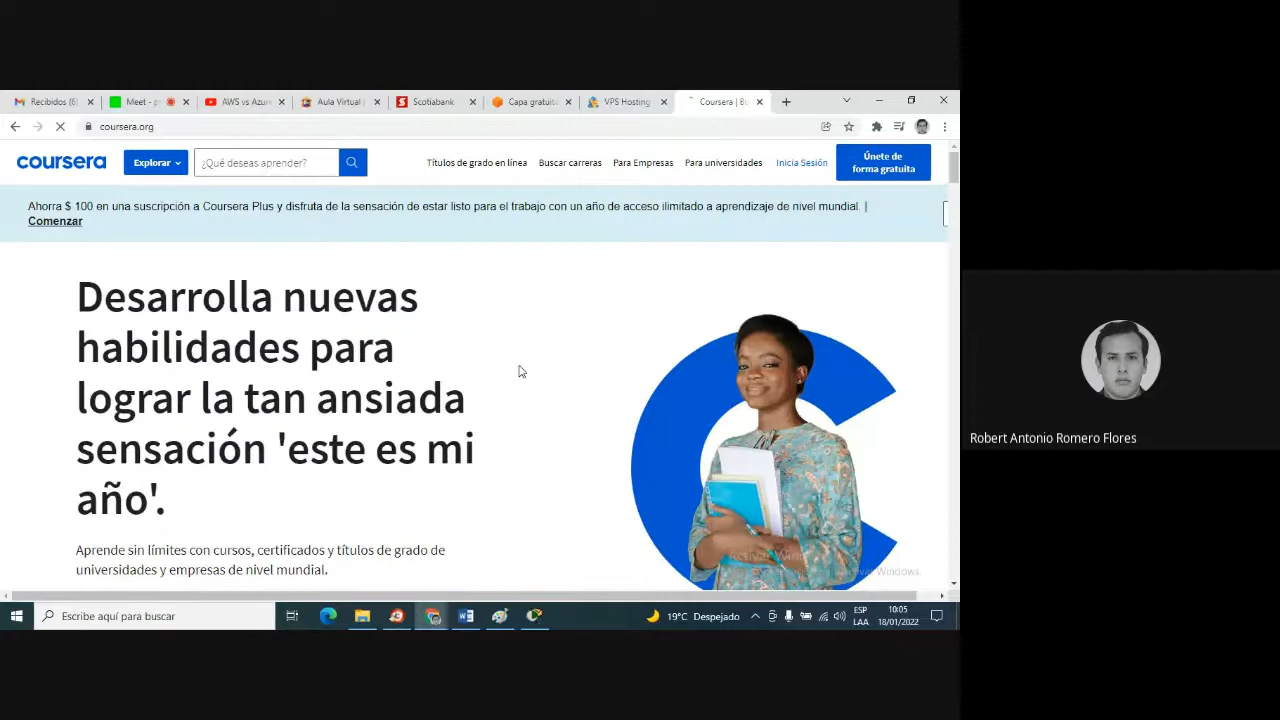 Recibidos (6)
Meet - p
AWS vs Azur
Aula Virtual
Scotiabank
Capa gratuit
VPS Hosting
Coursera | Bu
coursera.org
coursera
Explorar
¿Qué deseas aprender?
Títulos de grado en línea
Buscar carreras
Para Empresas
Para universidades
Inicia Sesión
Únete de
forma gratuita
Ahorra $ 100 en una suscripción a Coursera Plus y disfruta de la sensación de estar listo para el trabajo con un año de acceso ilimitado a aprendizaje de nivel mundial. |
Comenzar
Desarrolla nuevas
habilidades para
lograr la tan ansiada
sensación 'este es mi
año'.
Aprende sin límites con cursos, certificados y títulos de grado de
universidades y empresas de nivel mundial.
Robert Antonio Romero Flores
Escribe aquí para buscar
19°C Despejado
ESP
LAA
10:05
18/01/2022